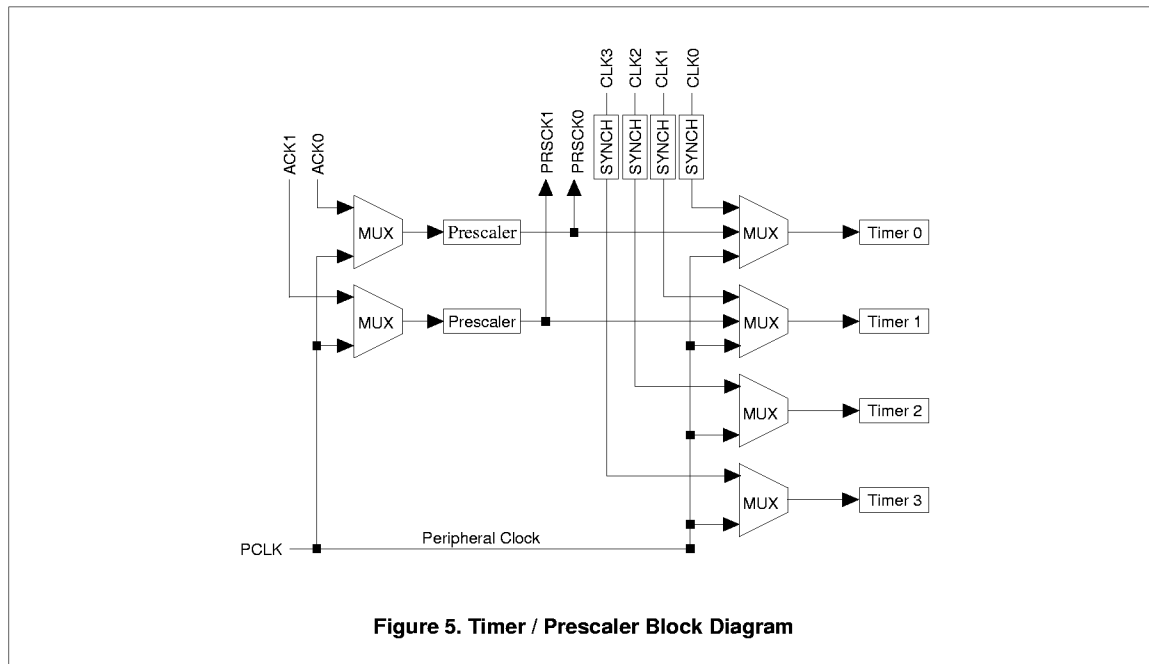 CLK3
CLK2
CLK1
CLK0
SYNCH
SYNCH
SYNCH
SYNCH
PRSCK1
PRSCK0
ACK1
ACK0
MUX
Prescaler
MUX
Timer 0
MUX
Prescaler
MUX
Timer 1
MUX
Timer 2
MUX
Timer 3
Peripheral Clock
PCLK
Figure 5. Timer / Prescaler Block Diagram